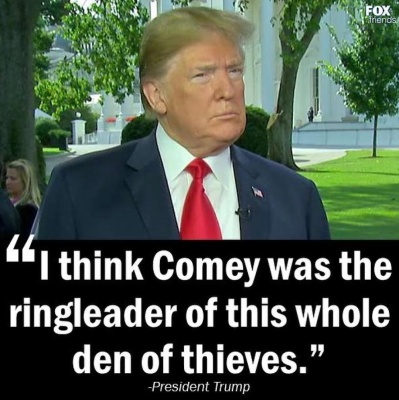 FOX
friends
“I think Comey was the
ringleader of this whole
den of thieves.”
-President Trump